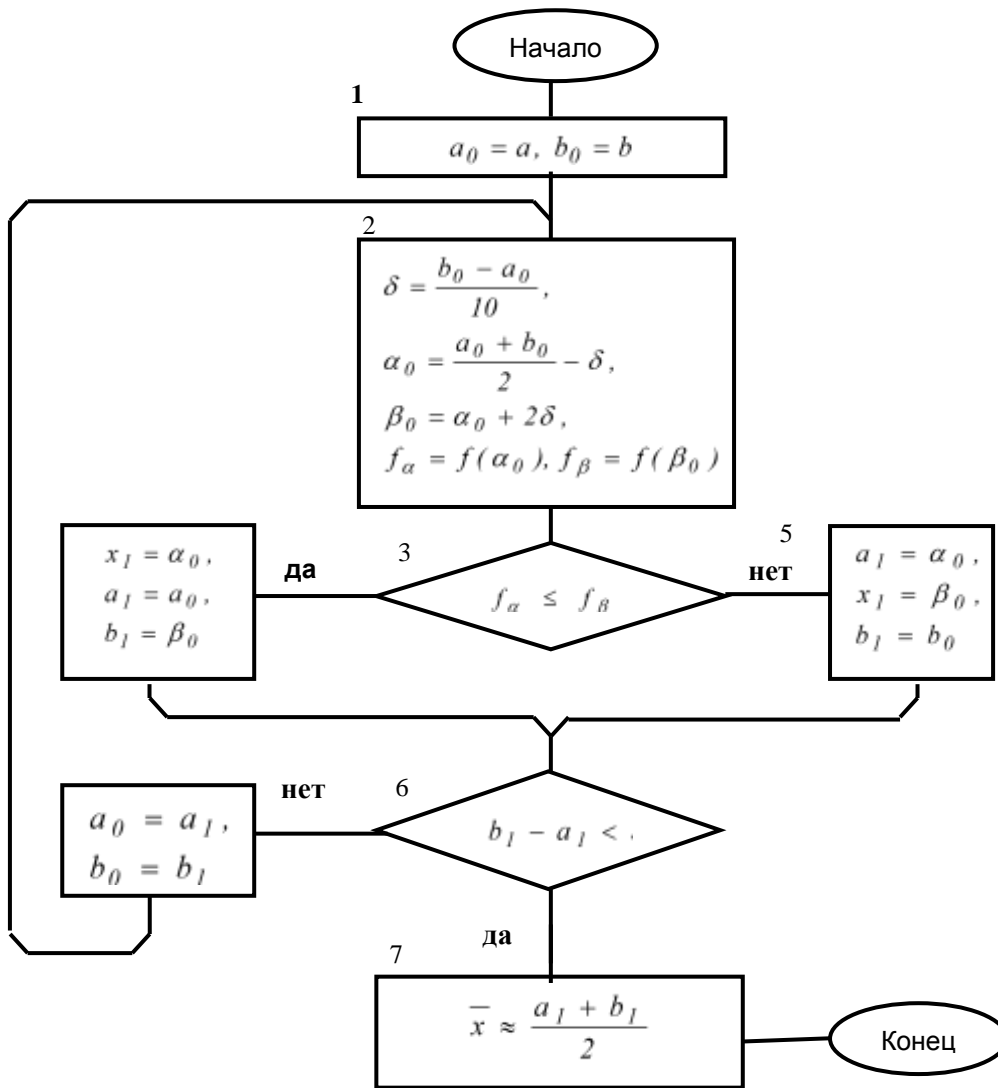 Начало
1
a₀ = a, b₀ = b
2
δ = (b₀ − a₀)/10,
α₀ = (a₀ + b₀)/2 − δ,
β₀ = α₀ + 2δ,
f_α = f(α₀), f_β = f(β₀)
3
f_α ≤ f_β
да
x₁ = α₀,
a₁ = a₀,
b₁ = β₀
нет
5
a₁ = α₀,
x₁ = β₀,
b₁ = b₀
6
b₁ − a₁ <
нет
a₀ = a₁,
b₀ = b₁
да
7
x̄ ≈ (a₁ + b₁)/2
Конец